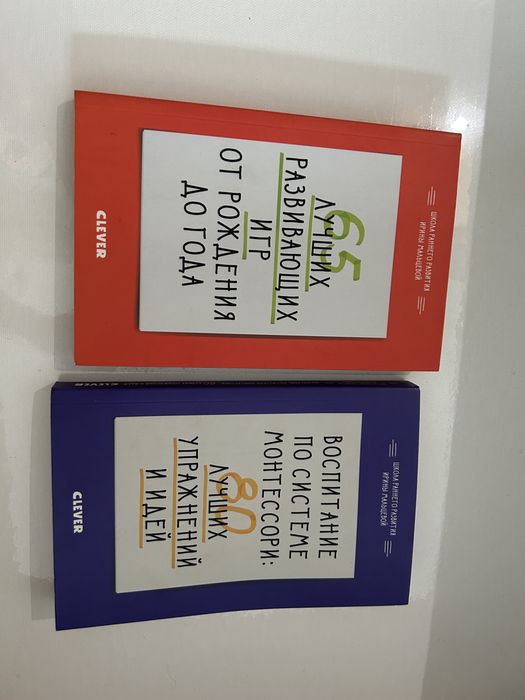 ШКОЛА РАННЕГО РАЗВИТИЯ
ИРИНЫ МАЛЬЦЕВОЙ
65
ЛУЧШИХ
РАЗВИВАЮЩИХ
ИГР
ОТ РОЖДЕНИЯ
ДО ГОДА
CLEVER
ШКОЛА РАННЕГО РАЗВИТИЯ
ИРИНЫ МАЛЬЦЕВОЙ
ВОСПИТАНИЕ
ПО СИСТЕМЕ
МОНТЕССОРИ:
80
ЛУЧШИХ
УПРАЖНЕНИЙ
И ИДЕЙ
CLEVER
CLEVER